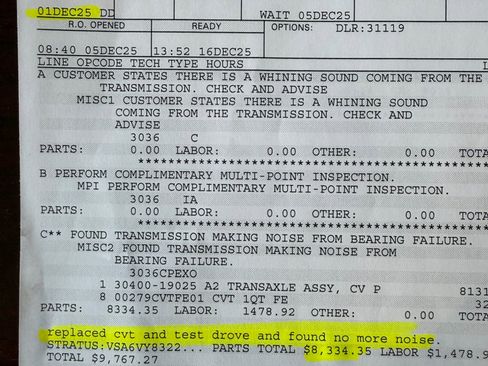 01DEC25 DD WAIT 05DEC25
R.O. OPENED READY OPTIONS: DLR:31119
08:40 05DEC25 13:52 16DEC25
LINE OPCODE TECH TYPE HOURS
A CUSTOMER STATES THERE IS A WHINING SOUND COMING FROM THE
TRANSMISSION. CHECK AND ADVISE
MISC1 CUSTOMER STATES THERE IS A WHINING SOUND
COMING FROM THE TRANSMISSION. CHECK AND
ADVISE
3036 C
PARTS: 0.00 LABOR: 0.00 OTHER: 0.00 TOTA
****************************************************
B PERFORM COMPLIMENTARY MULTI-POINT INSPECTION.
MPI PERFORM COMPLIMENTARY MULTI-POINT INSPECTION.
3036 IA
PARTS: 0.00 LABOR: 0.00 OTHER: 0.00 TOTA
****************************************************
C** FOUND TRANSMISSION MAKING NOISE FROM BEARING FAILURE.
MISC2 FOUND TRANSMISSION MAKING NOISE FROM
BEARING FAILURE.
3036CPEXO
1 30400-19025 A2 TRANSAXLE ASSY, CV P 8131
8 00279CVTFE01 CVT 1QT FE 32
PARTS: 8334.35 LABOR: 1478.92 OTHER: 0.00 TOTA
replaced cvt and test drove and found no more noise.
STRATUS:VSA6VY8322... PARTS TOTAL $8,334.35 LABOR $1,478.9
TOTAL $9,767.27